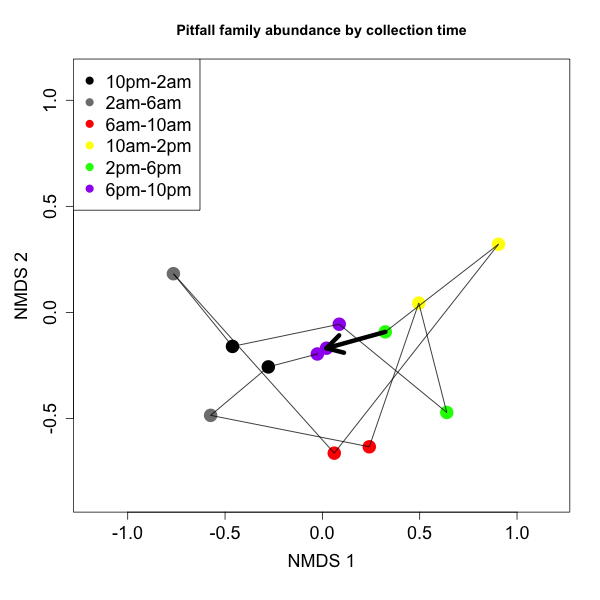 Pitfall family abundance by collection time
10pm-2am
2am-6am
6am-10am
10am-2pm
2pm-6pm
6pm-10pm
1.0
0.5
0.0
-0.5
NMDS 2
-1.0 -0.5 0.0 0.5 1.0
NMDS 1